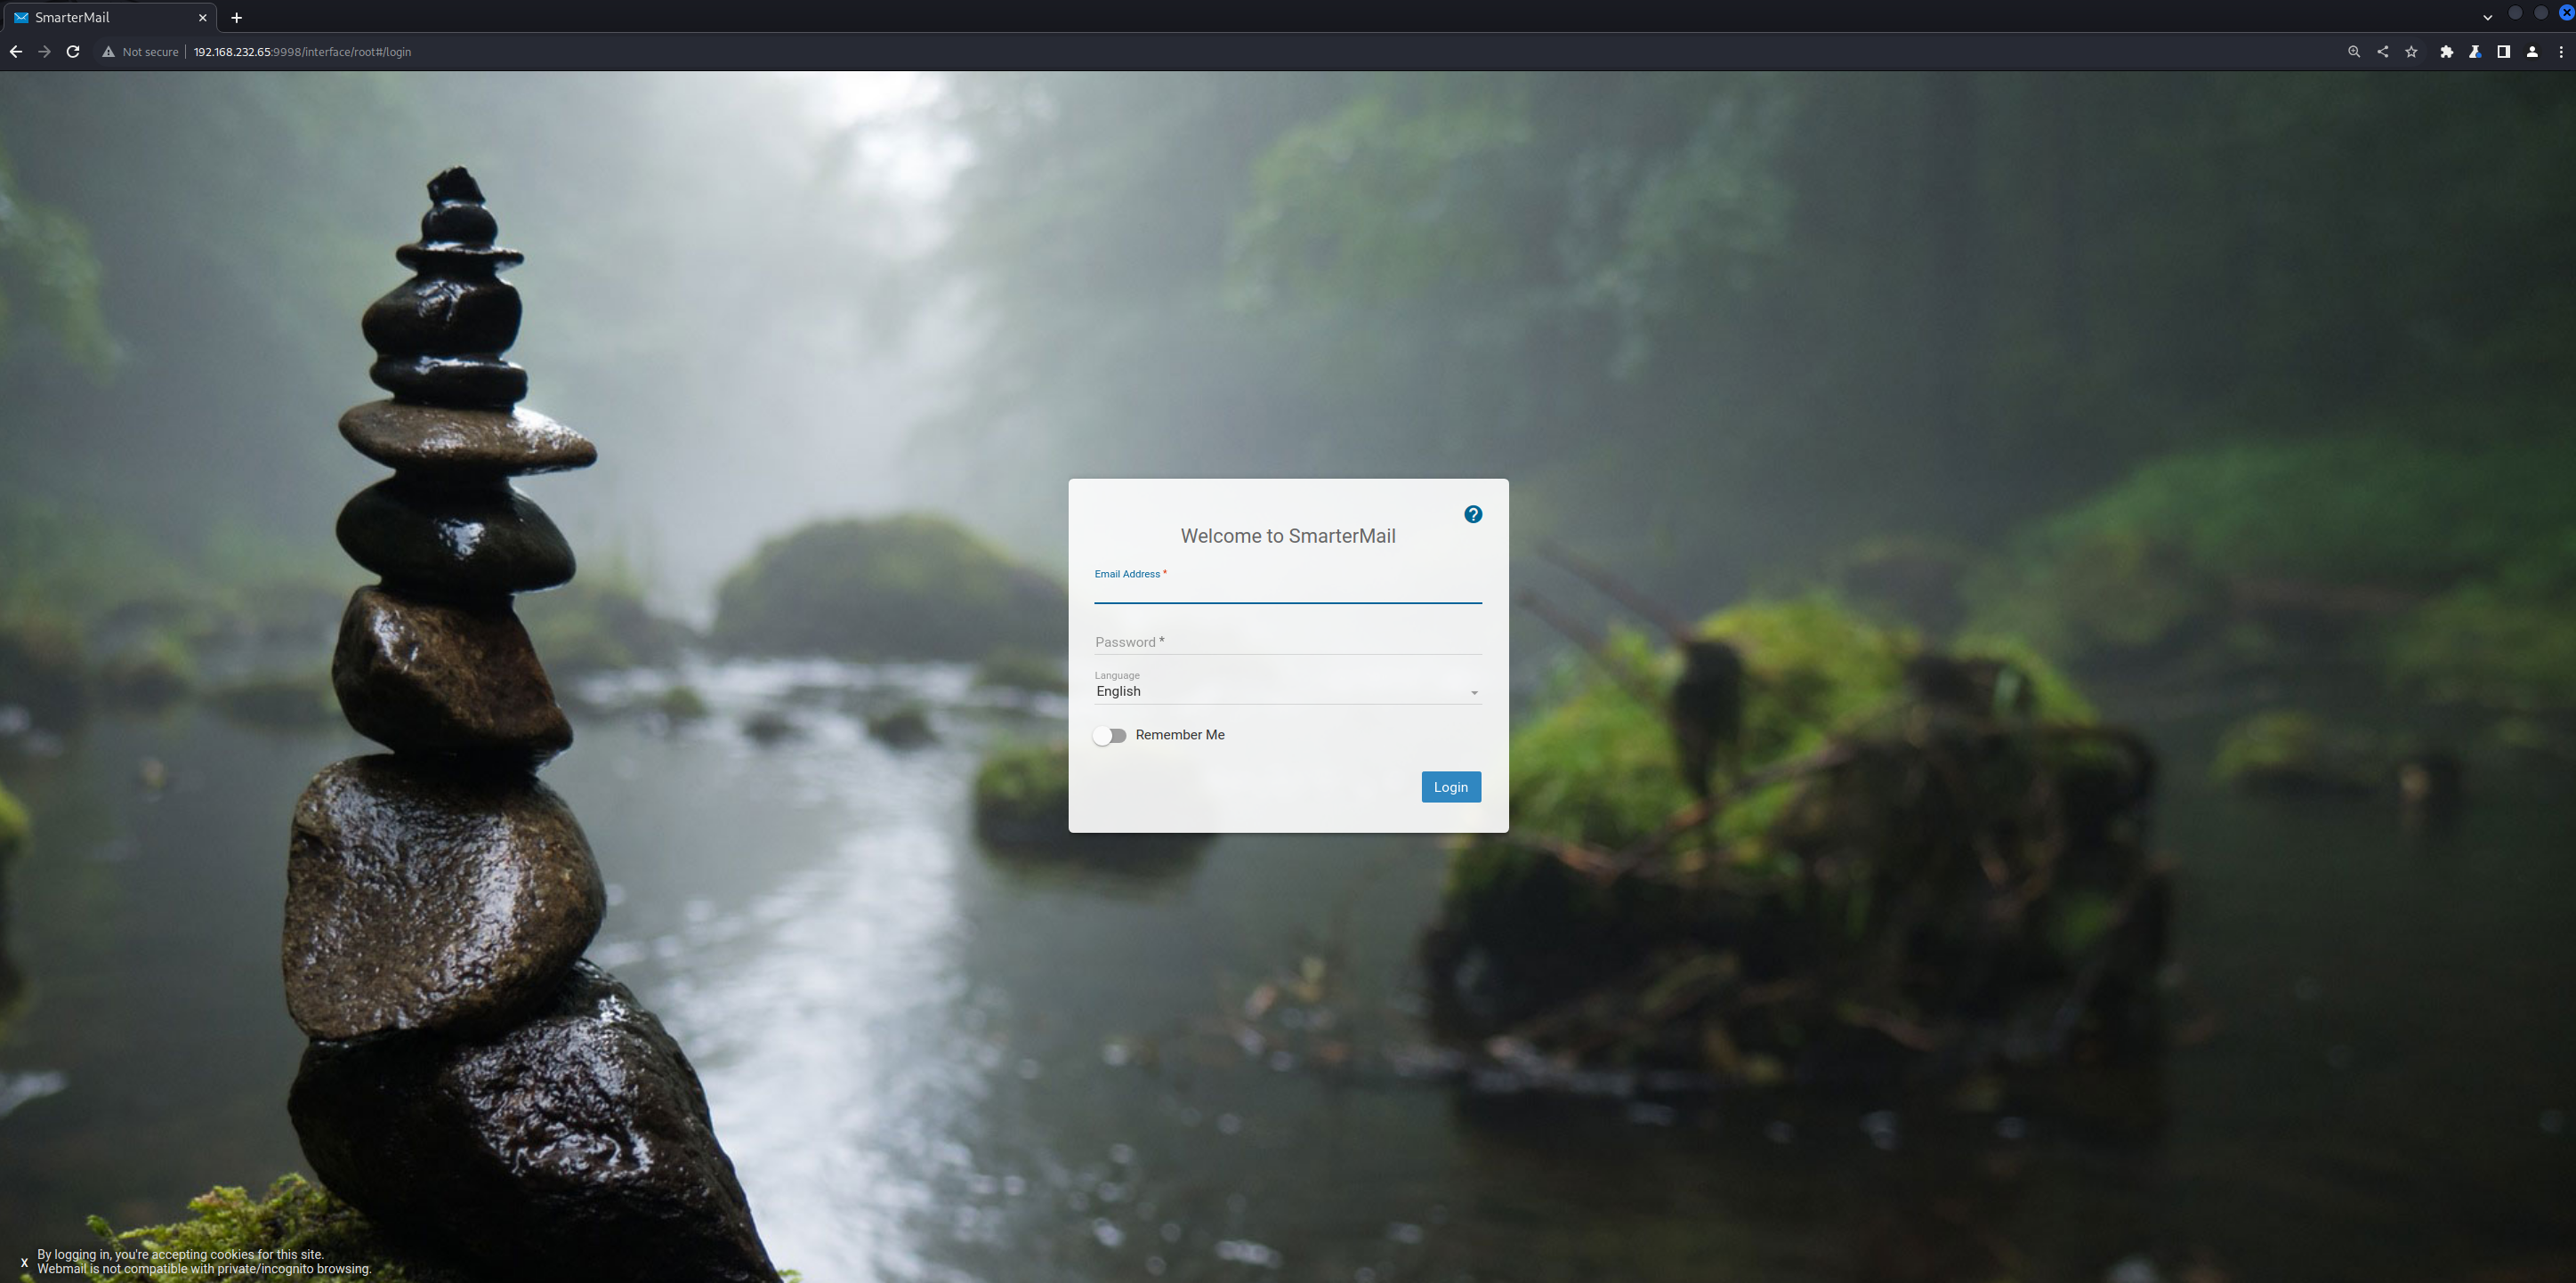 SmarterMail
Not secure 192.168.232.65:9998/interface/root#/login
Welcome to SmarterMail
Email Address *
Password *
Language
English
Remember Me
Login
x By logging in, you're accepting cookies for this site.
Webmail is not compatible with private/incognito browsing.